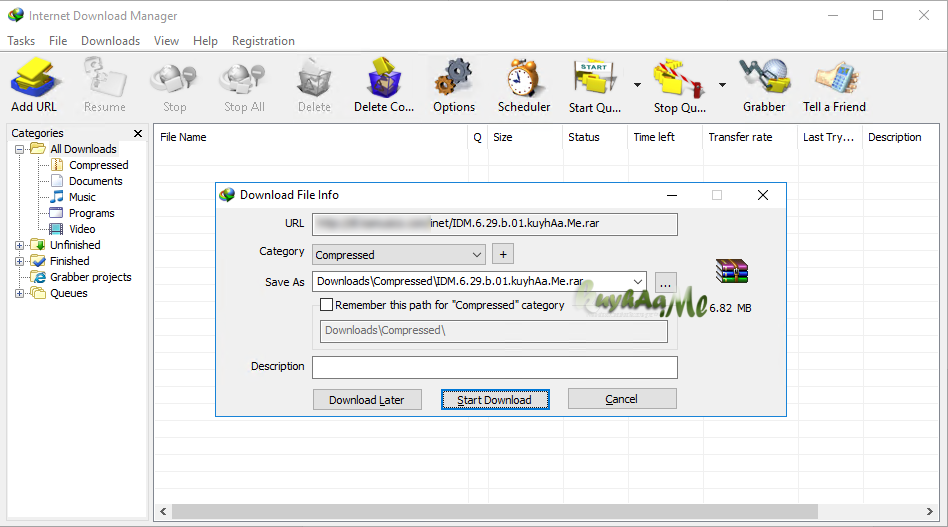 Internet Download Manager
Tasks File Downloads View Help Registration
START
Add URL Resume Stop Stop All Delete Delete Co... Options Scheduler Start Qu... Stop Qu... Grabber Tell a Friend
Categories
All Downloads
Compressed
Documents
Music
Programs
Video
Unfinished
Finished
Grabber projects
Queues
File Name Q Size Status Time left Transfer rate Last Try... Description
Download File Info
URL inet/IDM.6.29.b.01.kuyhAa.Me.rar
Category Compressed +
Save As Downloads\Compressed\IDM.6.29.b.01.kuyhAa.Me.rar ...
Remember this path for "Compressed" category
Downloads\Compressed\
KuyhAaMe
6.82 MB
Description
Download Later Start Download Cancel